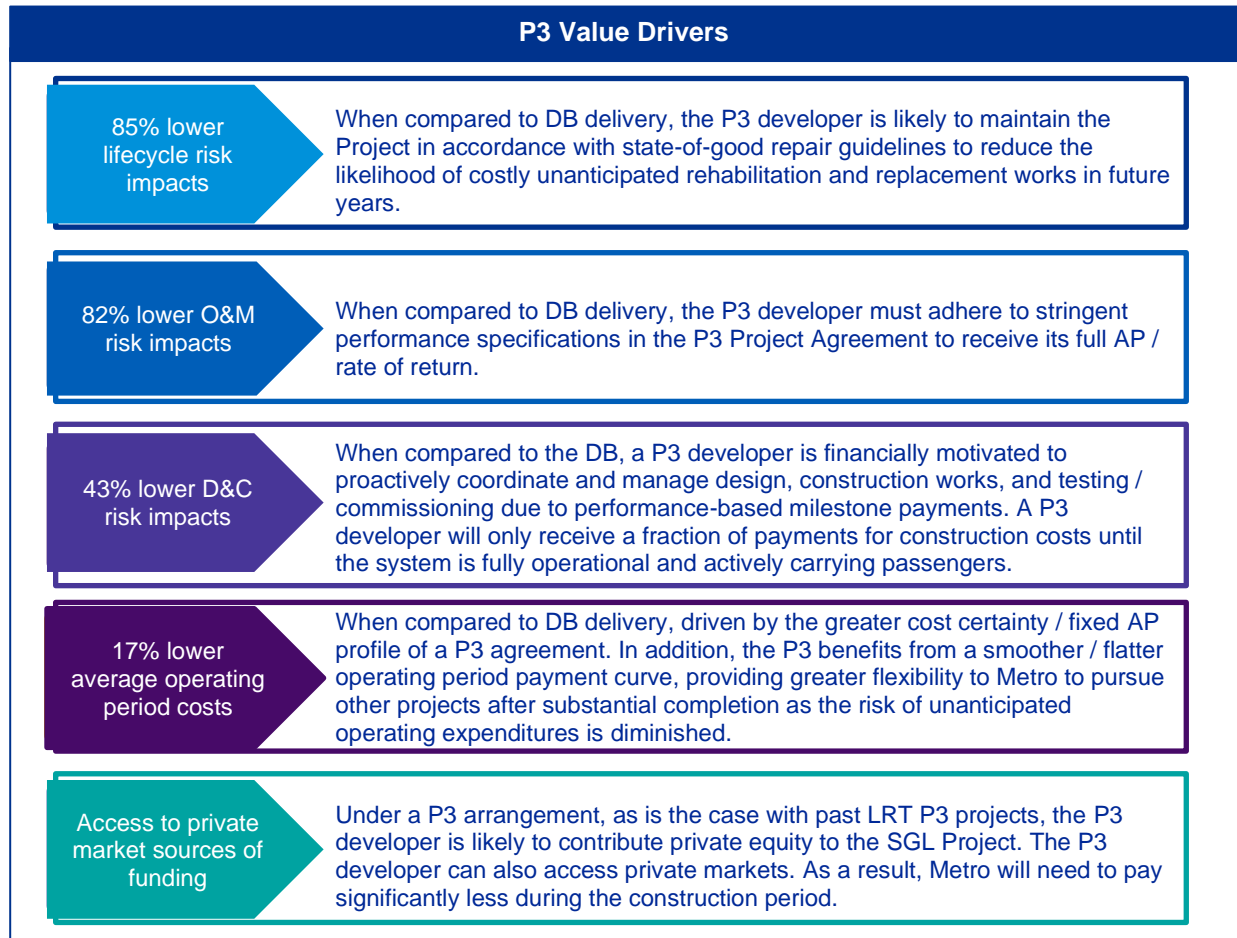 P3 Value Drivers
85% lower
lifecycle risk
impacts
When compared to DB delivery, the P3 developer is likely to maintain the
Project in accordance with state-of-good repair guidelines to reduce the
likelihood of costly unanticipated rehabilitation and replacement works in future
years.
82% lower O&M
risk impacts
When compared to DB delivery, the P3 developer must adhere to stringent
performance specifications in the P3 Project Agreement to receive its full AP /
rate of return.
43% lower D&C
risk impacts
When compared to the DB, a P3 developer is financially motivated to
proactively coordinate and manage design, construction works, and testing /
commissioning due to performance-based milestone payments. A P3
developer will only receive a fraction of payments for construction costs until
the system is fully operational and actively carrying passengers.
17% lower
average operating
period costs
When compared to DB delivery, driven by the greater cost certainty / fixed AP
profile of a P3 agreement. In addition, the P3 benefits from a smoother / flatter
operating period payment curve, providing greater flexibility to Metro to pursue
other projects after substantial completion as the risk of unanticipated
operating expenditures is diminished.
Access to private
market sources of
funding
Under a P3 arrangement, as is the case with past LRT P3 projects, the P3
developer is likely to contribute private equity to the SGL Project. The P3
developer can also access private markets. As a result, Metro will need to pay
significantly less during the construction period.